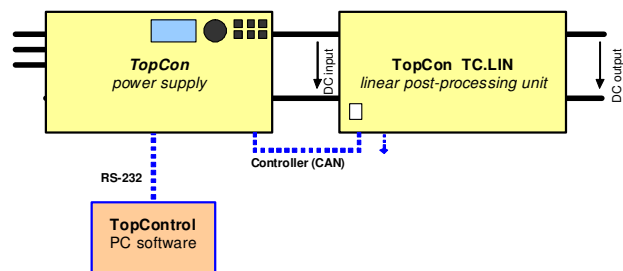 TopCon
power supply
DC input
TopCon TC.LIN
linear post-processing unit
DC output
Controller (CAN)
RS-232
TopControl
PC software